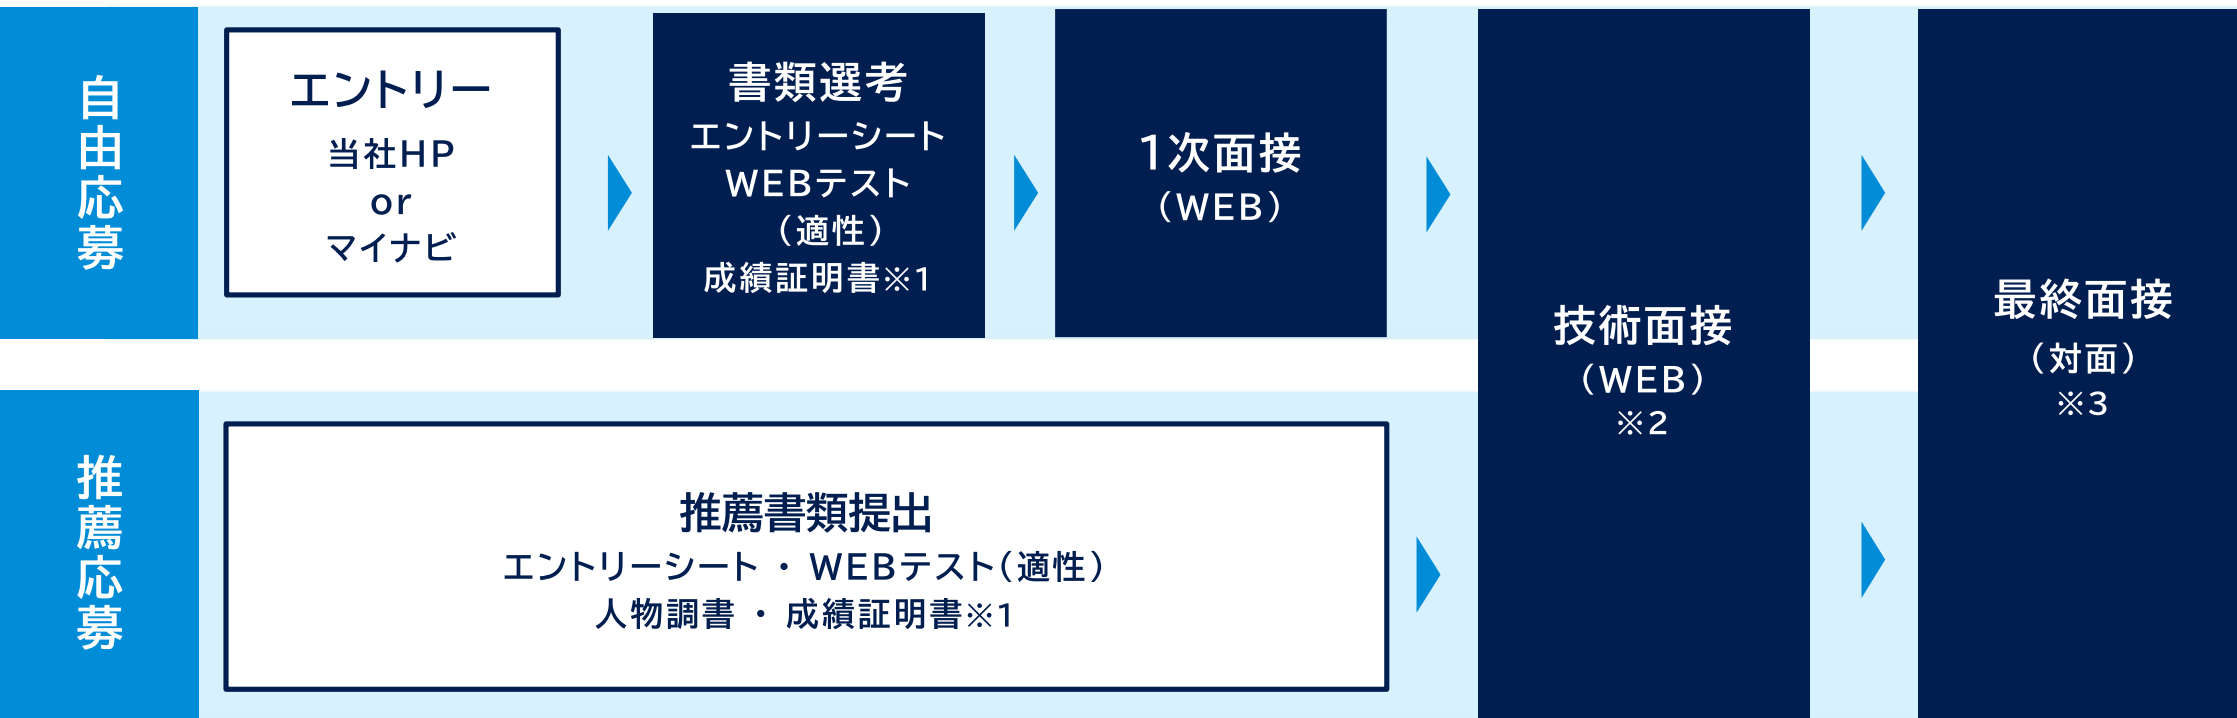 自由応募
エントリー
当社HP
or
マイナビ
書類選考
エントリーシート
WEBテスト
（適性）
成績証明書※1
1次面接
（WEB）
技術面接
（WEB）
※2
最終面接
（対面）
※3
推薦応募
推薦書類提出
エントリーシート ・ WEBテスト（適性）
人物調書 ・ 成績証明書※1